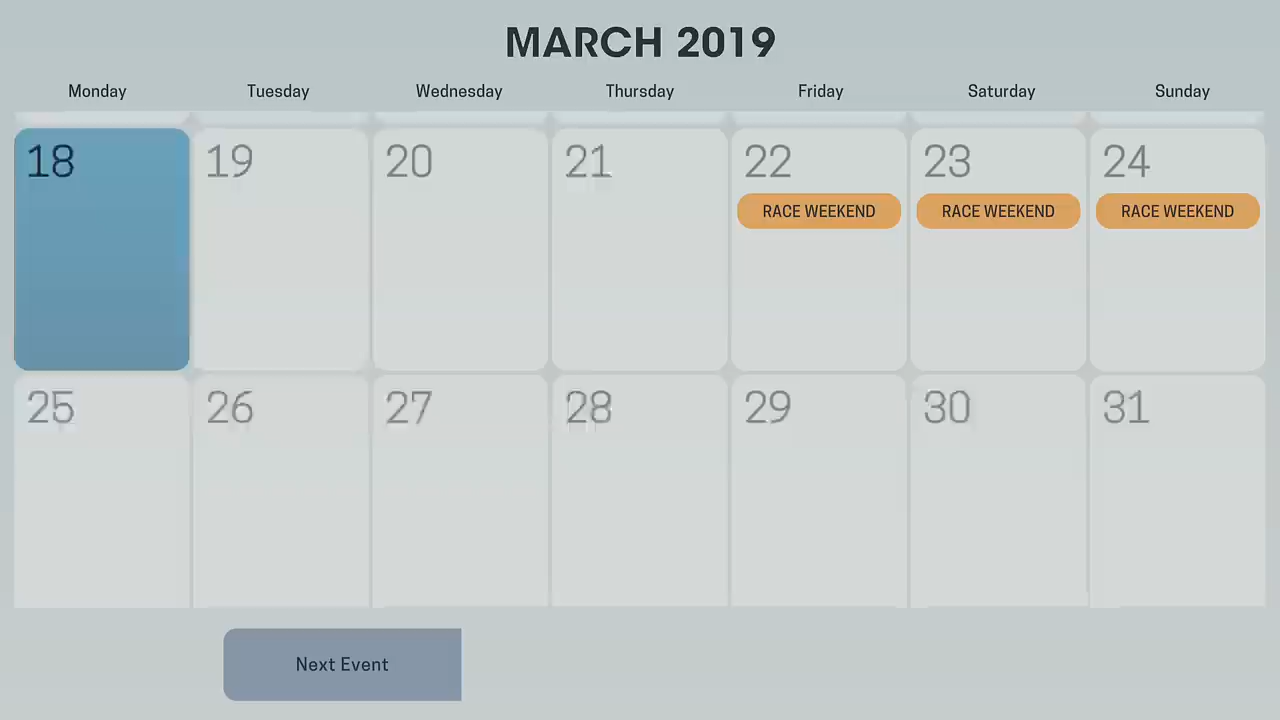 MARCH 2019
Monday Tuesday Wednesday Thursday Friday Saturday Sunday
18 19 20 21 22 23 24
RACE WEEKEND RACE WEEKEND RACE WEEKEND
25 26 27 28 29 30 31
Next Event